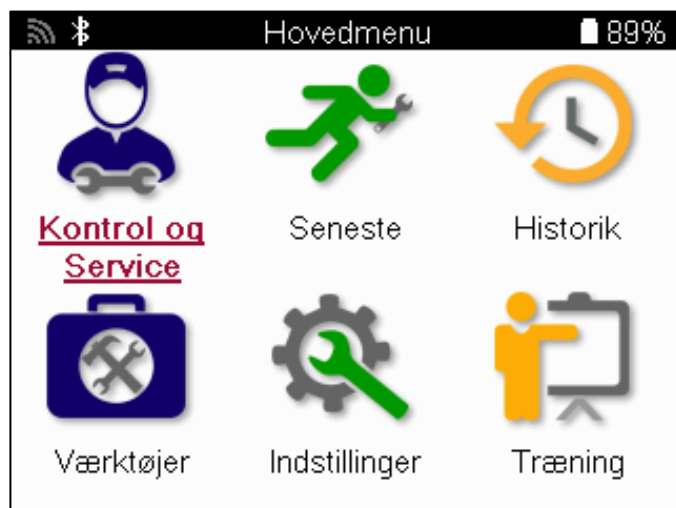 Hovedmenu 89%
Kontrol og
Service
Seneste
Historik
Værktøjer
Indstillinger
Træning